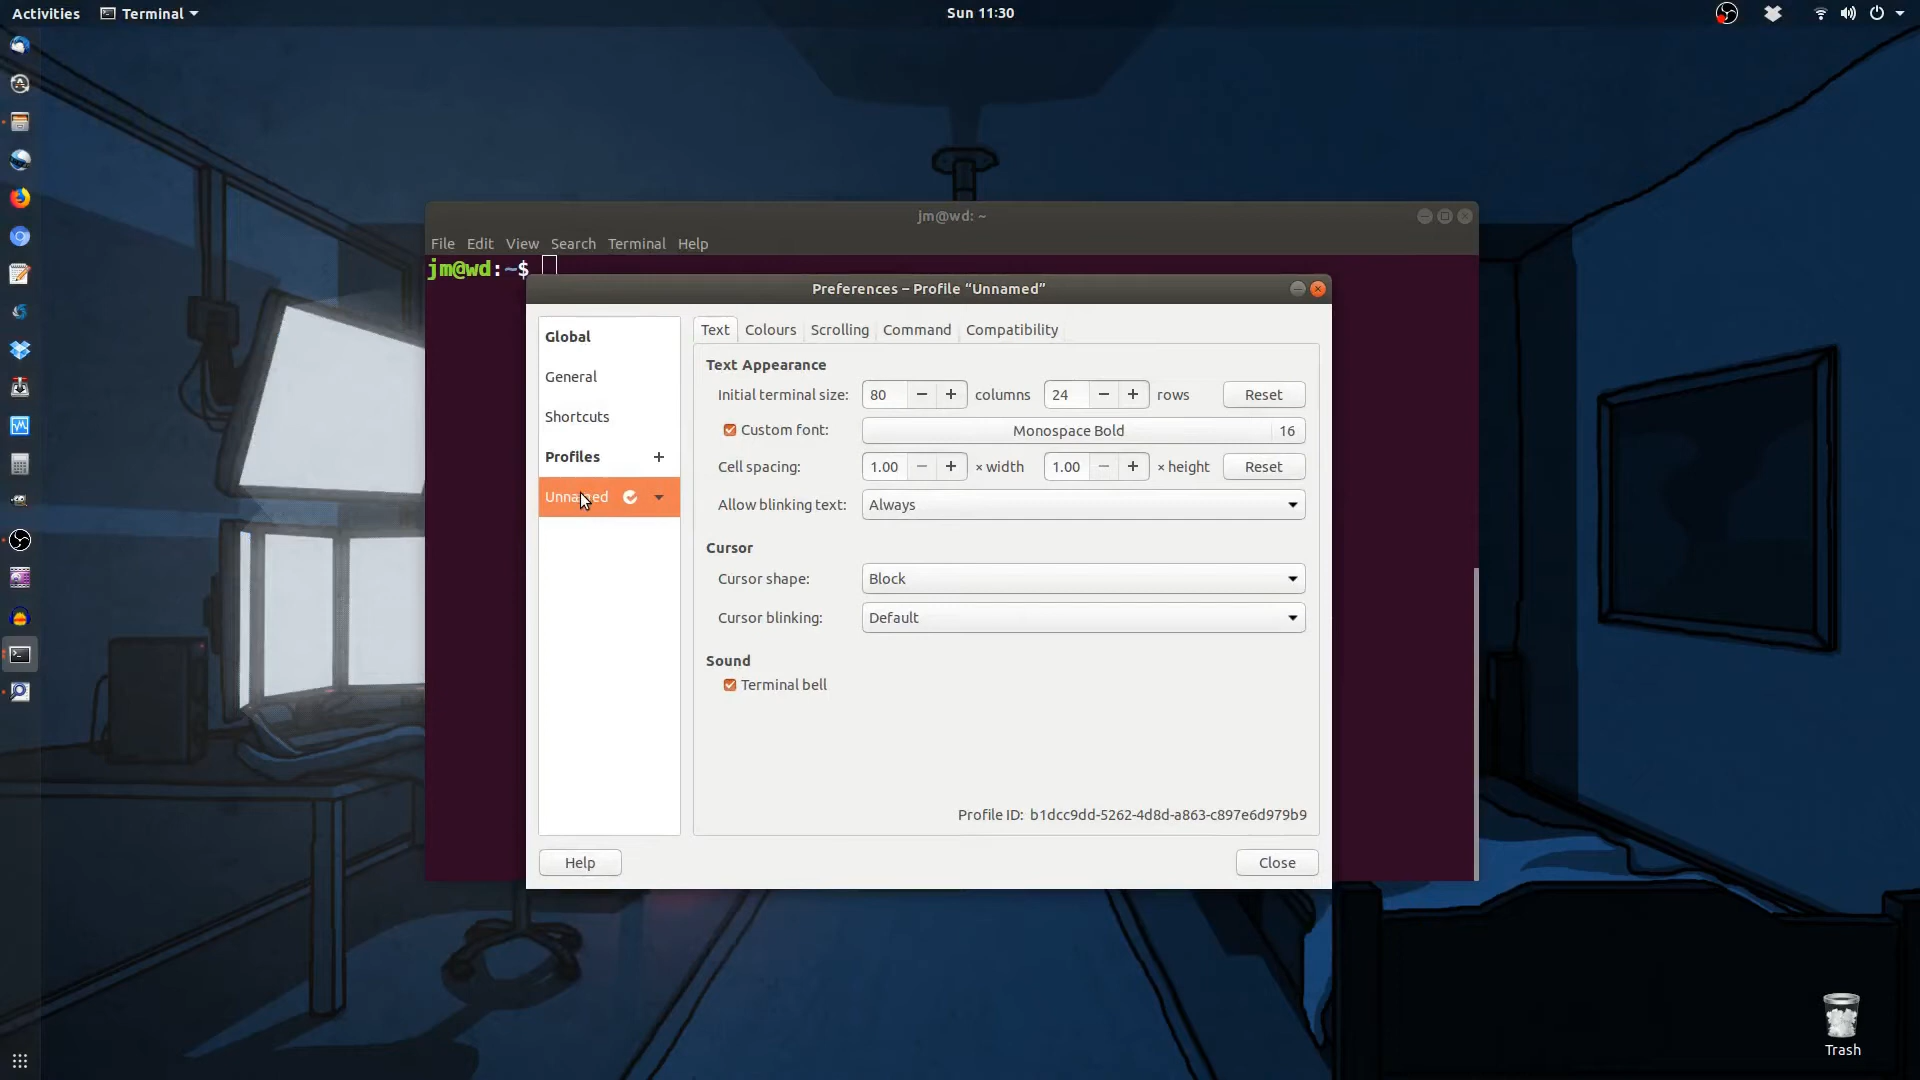 Activities Terminal Sun 11:30
jm@wd: ~
File Edit View Search Terminal Help
jm@wd:~$
Preferences – Profile “Unnamed”
Global
General
Shortcuts
Profiles +
Unnamed
Text Colours Scrolling Command Compatibility
Text Appearance
Initial terminal size: 80 − + columns 24 − + rows Reset
Custom font: Monospace Bold 16
Cell spacing: 1.00 − + × width 1.00 − + × height Reset
Allow blinking text: Always
Cursor
Cursor shape: Block
Cursor blinking: Default
Sound
Terminal bell
Profile ID: b1dcc9dd-5262-4d8d-a863-c897e6d979b9
Help Close
Trash